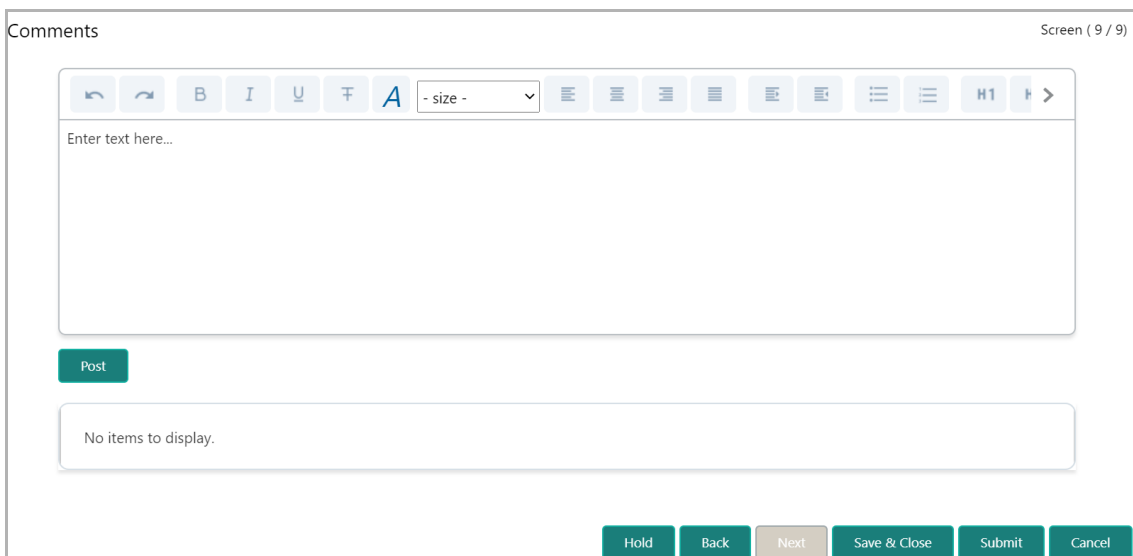 Comments
Screen ( 9 / 9)
B I U T A - size - H1 H
Enter text here...
Post
No items to display.
Hold Back Next Save & Close Submit Cancel